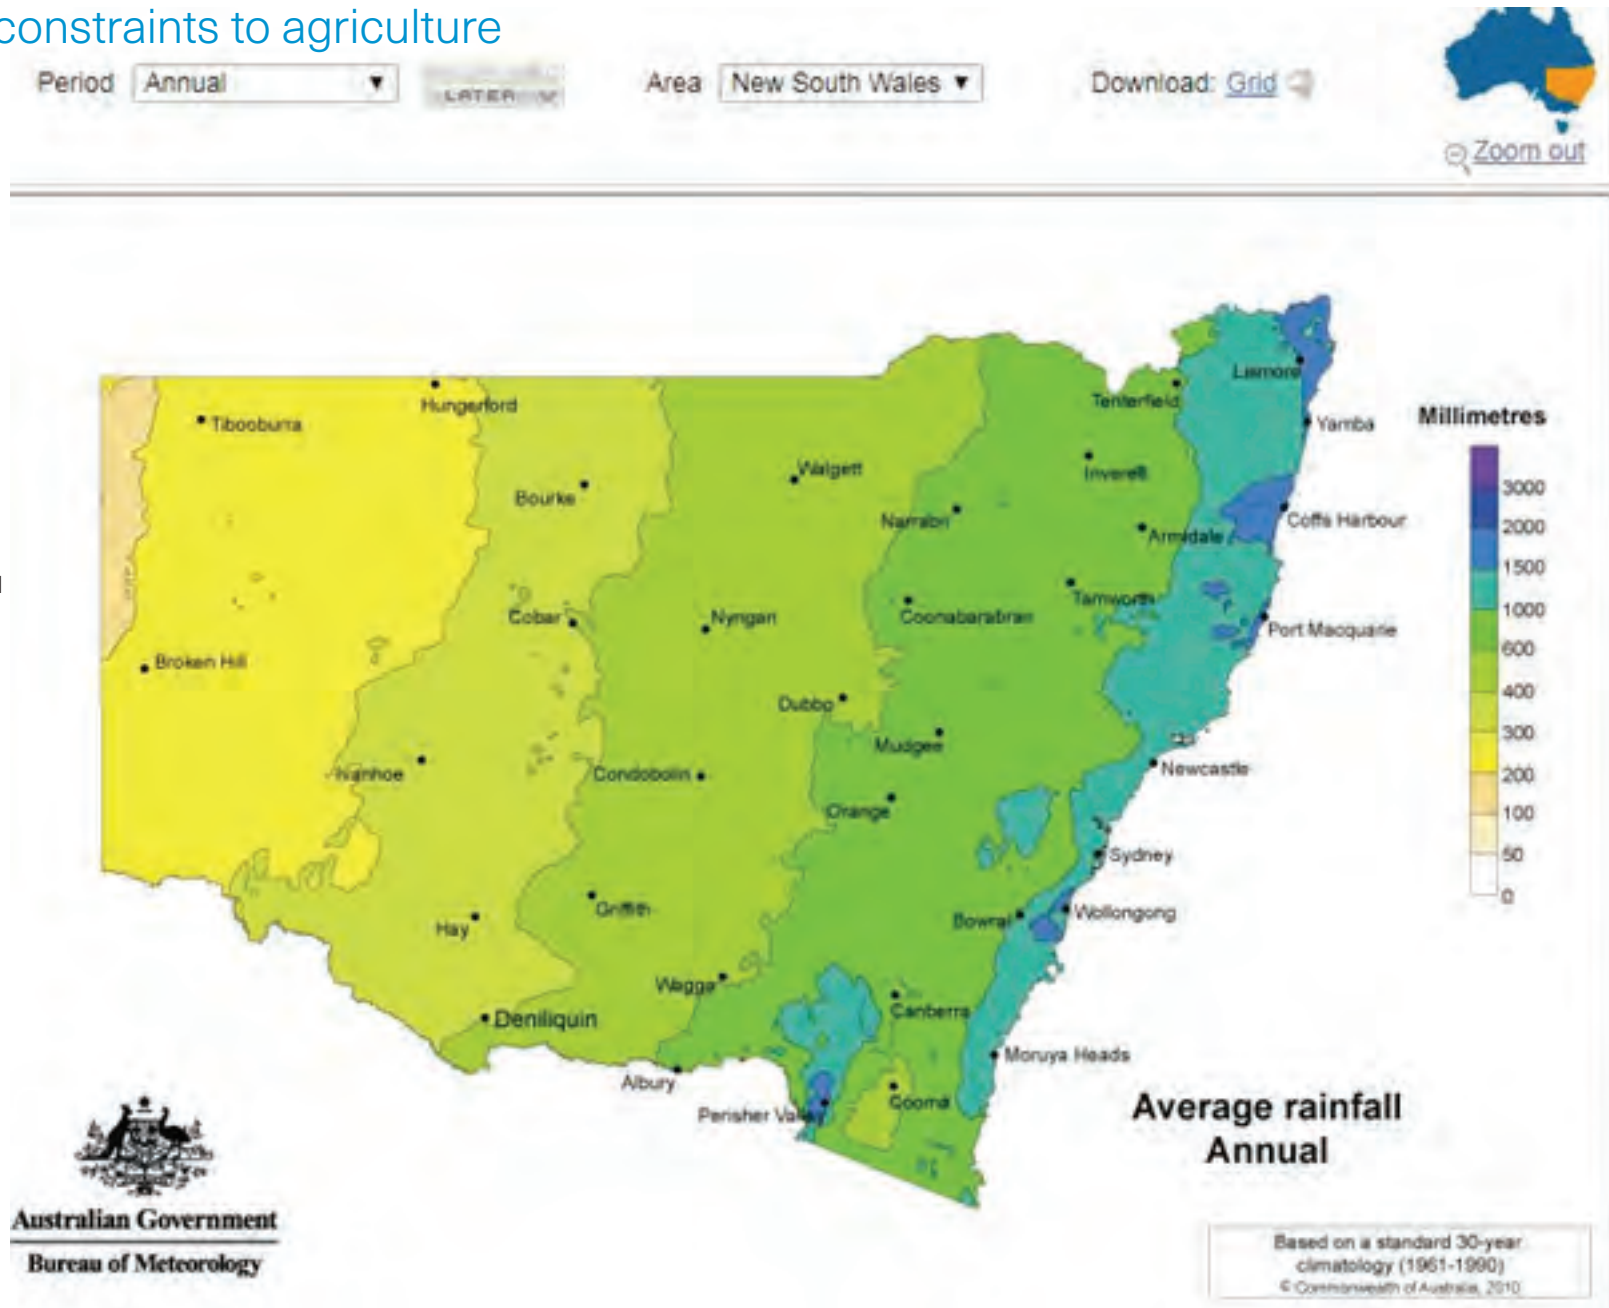 constraints to agriculture
Period Annual LATER Area New South Wales Download: Grid
Zoom out
Hungerford
Tibooburra
Bourke
Walgett
Narrabri
Tenterfield
Inverell
Armidale
Lismore
Yamba
Coffs Harbour
Cobar
Nyngan
Coonabarabran
Tamworth
Port Macquarie
Broken Hill
Dubbo
Mudgee
Ivanhoe
Condobolin
Orange
Newcastle
Sydney
Hay
Griffith
Bowral
Wollongong
Wagga
Canberra
Deniliquin
Albury
Moruya Heads
Perisher Valley
Cooma
Millimetres
3000
2000
1500
1000
600
400
300
200
100
50
0
Average rainfall
Annual
Australian Government
Bureau of Meteorology
Based on a standard 30-year
climatology (1961-1990)
© Commonwealth of Australia, 2010